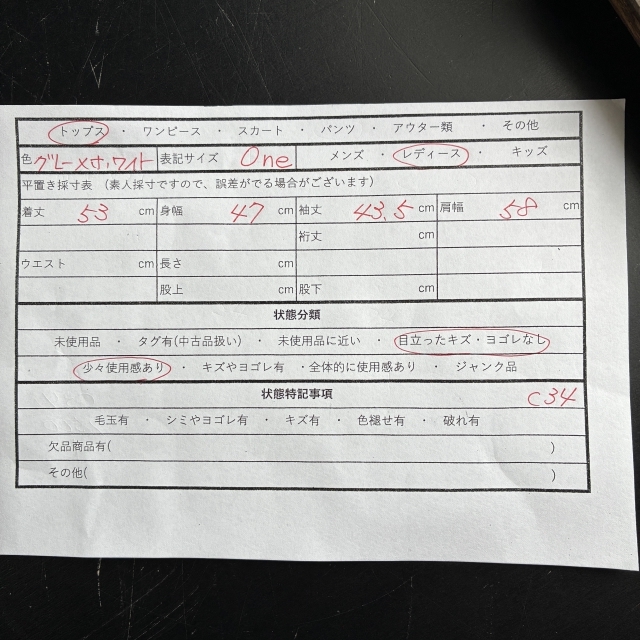 トップス ・ ワンピース ・ スカート ・ パンツ ・ アウター類 ・ その他
色 グレー×オフホワイト 表記サイズ One メンズ ・ レディース ・ キッズ
平置き採寸表 (素人採寸ですので、誤差がでる場合がございます)
着丈 53 cm 身幅 47 cm 袖丈 43.5 cm 肩幅 58 cm
裄丈 cm
ウエスト cm 長さ cm
股上 cm 股下 cm
状態分類
未使用品 ・ タグ有(中古品扱い) ・ 未使用品に近い ・ 目立ったキズ・ヨゴレなし
少々使用感あり ・ キズやヨゴレ有 ・全体的に使用感あり ・ ジャンク品
状態特記事項 C34
毛玉有 ・ シミやヨゴレ有 ・ キズ有 ・ 色褪せ有 ・ 破れ有
欠品商品有( )
その他( )